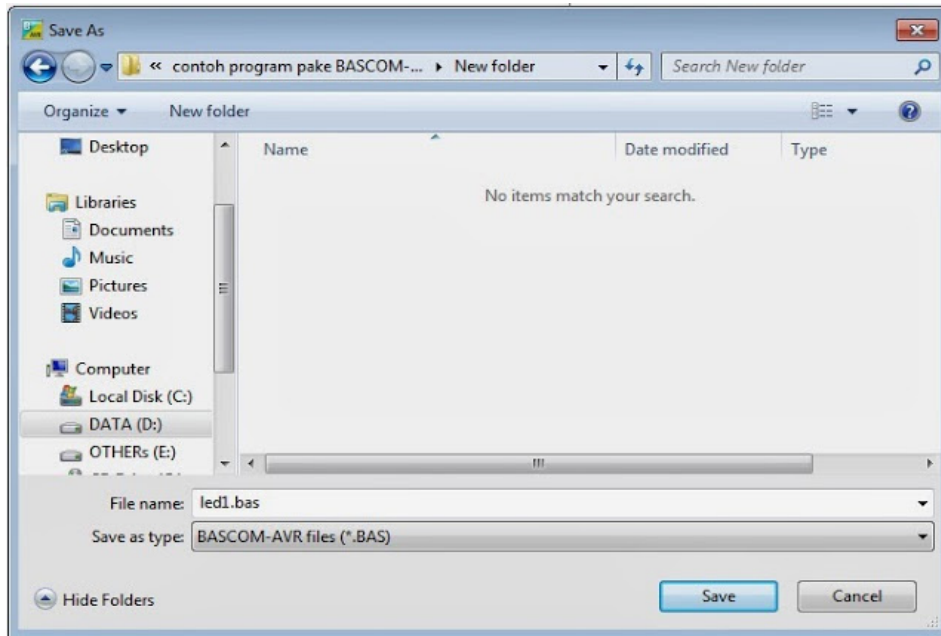 Save As
« contoh program pake BASCOM-... New folder Search New folder
Organize New folder
Desktop
Libraries
Documents
Music
Pictures
Videos
Computer
Local Disk (C:)
DATA (D:)
OTHERs (E:)
Name Date modified Type
No items match your search.
File name: led1.bas
Save as type: BASCOM-AVR files (*.BAS)
Hide Folders Save Cancel